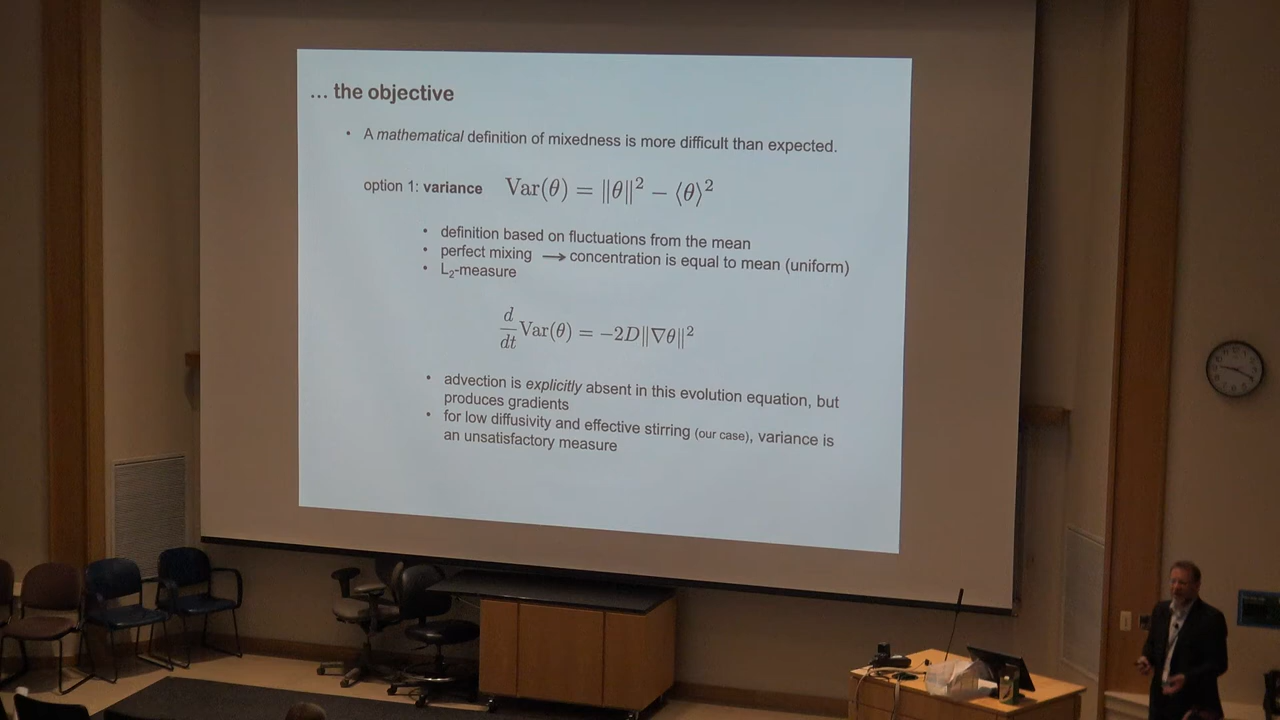 ... the objective
• A mathematical definition of mixedness is more difficult than expected.
option 1: variance Var(θ) = ‖θ‖² − ⟨θ⟩²
• definition based on fluctuations from the mean
• perfect mixing → concentration is equal to mean (uniform)
• L₂-measure
d/dt Var(θ) = −2D‖∇θ‖²
• advection is explicitly absent in this evolution equation, but
produces gradients
• for low diffusivity and effective stirring (our case), variance is
an unsatisfactory measure